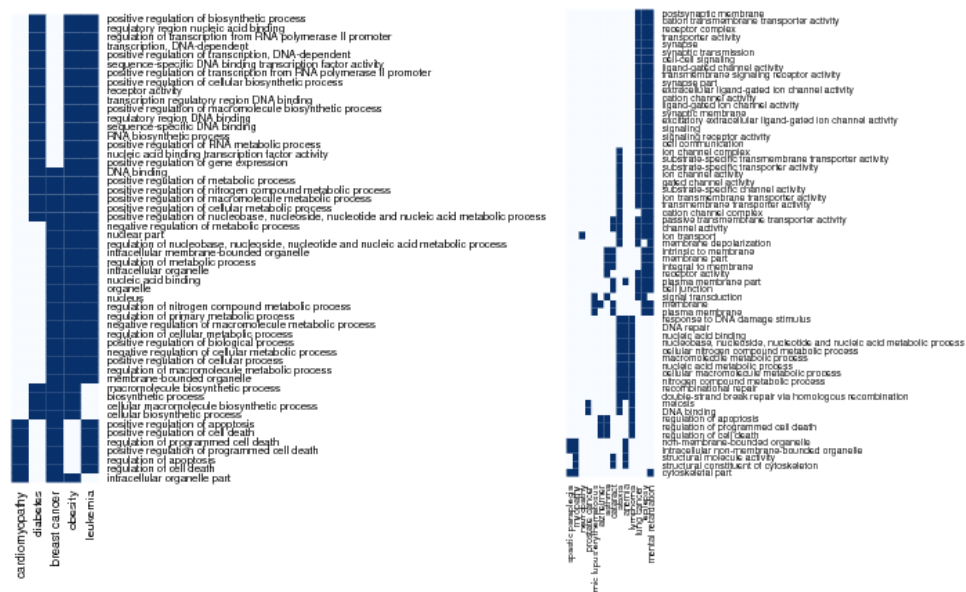 positive regulation of biosynthetic process
regulatory region nucleic acid binding
regulation of transcription from RNA polymerase II promoter
transcription, DNA-dependent
positive regulation of transcription, DNA-dependent
sequence-specific DNA binding transcription factor activity
positive regulation of transcription from RNA polymerase II promoter
positive regulation of cellular biosynthetic process
receptor activity
transcription regulatory region DNA binding
positive regulation of macromolecule biosynthetic process
regulatory region DNA binding
sequence-specific DNA binding
RNA biosynthetic process
positive regulation of RNA metabolic process
nucleic acid binding transcription factor activity
positive regulation of gene expression
DNA binding
positive regulation of metabolic process
positive regulation of nitrogen compound metabolic process
positive regulation of macromolecule metabolic process
positive regulation of cellular metabolic process
positive regulation of nucleobase, nucleoside, nucleotide and nucleic acid metabolic process
negative regulation of metabolic process
nuclear part
regulation of nucleobase, nucleoside, nucleotide and nucleic acid metabolic process
intracellular membrane-bounded organelle
regulation of metabolic process
intracellular organelle
nucleic acid binding
organelle
nucleus
regulation of nitrogen compound metabolic process
regulation of primary metabolic process
negative regulation of macromolecule metabolic process
regulation of cellular metabolic process
positive regulation of biological process
negative regulation of cellular metabolic process
positive regulation of cellular process
regulation of macromolecule metabolic process
membrane-bounded organelle
macromolecule biosynthetic process
biosynthetic process
cellular macromolecule biosynthetic process
cellular biosynthetic process
positive regulation of apoptosis
positive regulation of cell death
regulation of programmed cell death
positive regulation of programmed cell death
regulation of apoptosis
regulation of cell death
intracellular organelle part
cardiomyopathy
diabetes
breast cancer
obesity
leukemia
postsynaptic membrane
cation transmembrane transporter activity
receptor complex
transporter activity
synapse
synaptic transmission
cell-cell signaling
ligand-gated channel activity
transmembrane signaling receptor activity
synapse part
extracellular ligand-gated ion channel activity
cation channel activity
ligand-gated ion channel activity
synaptic membrane
excitatory extracellular ligand-gated ion channel activity
signaling
signaling receptor activity
cell communication
ion channel complex
substrate-specific transmembrane transporter activity
substrate-specific transporter activity
ion channel activity
gated channel activity
substrate-specific channel activity
ion transmembrane transporter activity
transmembrane transporter activity
cation channel complex
passive transmembrane transporter activity
channel activity
ion transport
membrane depolarization
intrinsic to membrane
membrane part
integral to membrane
receptor activity
plasma membrane part
cell junction
signal transduction
membrane
plasma membrane
response to DNA damage stimulus
DNA repair
nucleic acid binding
nucleobase, nucleoside, nucleotide and nucleic acid metabolic process
cellular nitrogen compound metabolic process
macromolecule metabolic process
nucleic acid metabolic process
cellular macromolecule metabolic process
nitrogen compound metabolic process
recombinational repair
double-strand break repair via homologous recombination
meiosis
DNA binding
regulation of apoptosis
regulation of programmed cell death
regulation of cell death
non-membrane-bounded organelle
intracellular non-membrane-bounded organelle
structural molecule activity
structural constituent of cytoskeleton
cytoskeletal part
spastic paraplegia
myopathy
neuropathy
prostate cancer
mic lupus erythematosus
alzheimer
cataract
ataxia
anemia
lymphoma
lung cancer
epilepsy
mental retardation